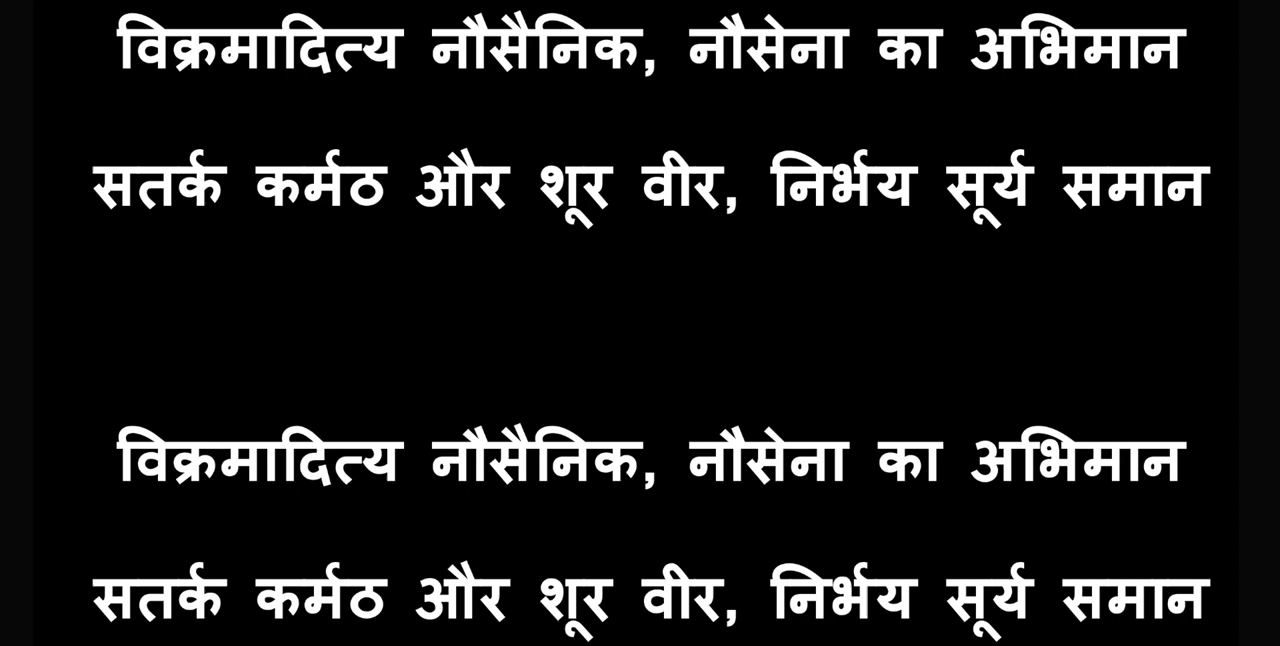 विक्रमादित्य नौसैनिक, नौसेना का अभिमान
सतर्क कर्मठ और शूर वीर, निर्भय सूर्य समान
विक्रमादित्य नौसैनिक, नौसेना का अभिमान
सतर्क कर्मठ और शूर वीर, निर्भय सूर्य समान